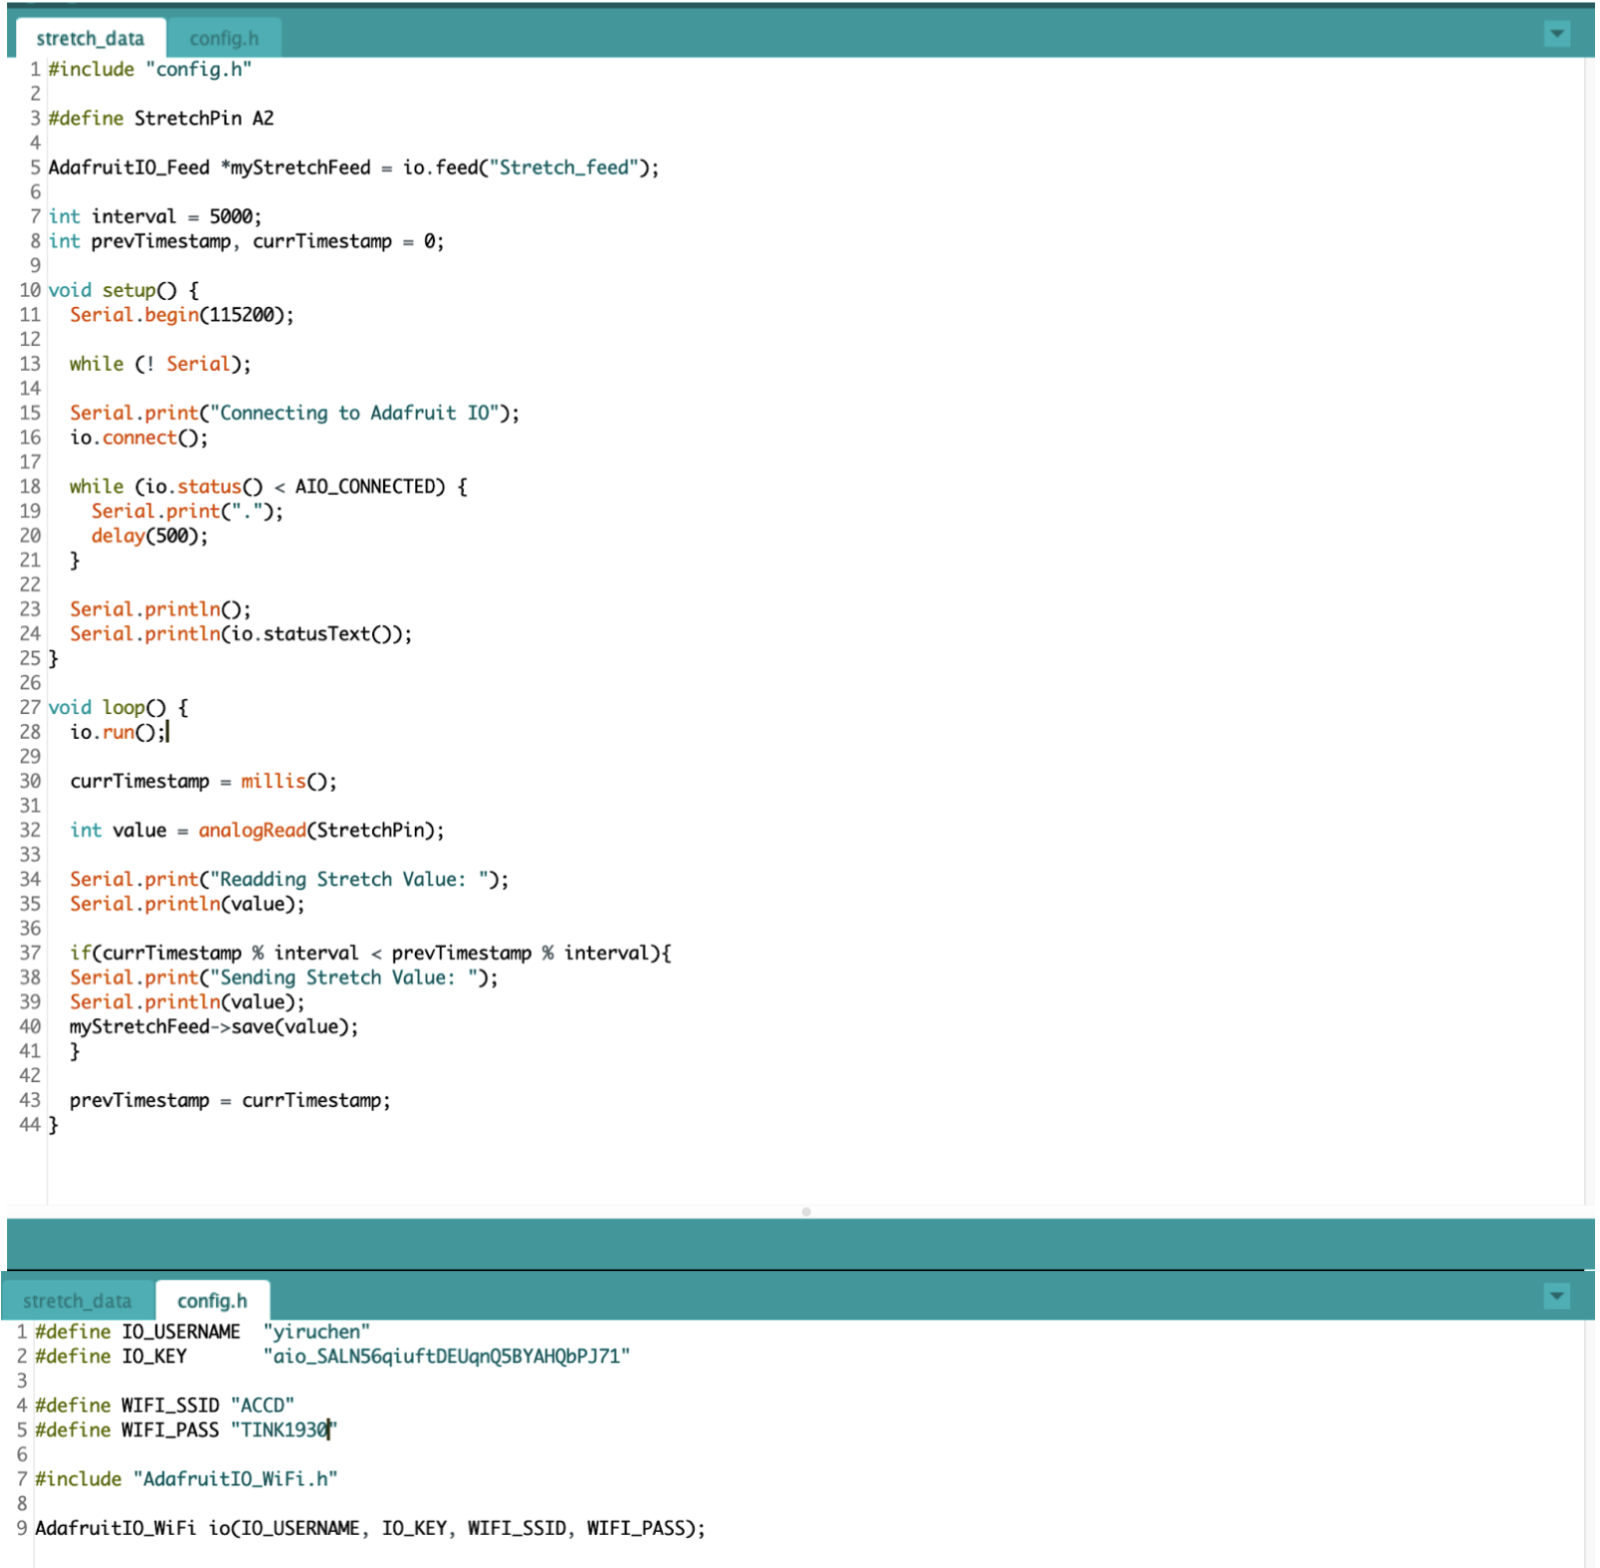 stretch_data config.h
1 #include "config.h"
2
3 #define StretchPin A2
4
5 AdafruitIO_Feed *myStretchFeed = io.feed("Stretch_feed");
6
7 int interval = 5000;
8 int prevTimestamp, currTimestamp = 0;
9
10 void setup() {
11   Serial.begin(115200);
12
13   while (! Serial);
14
15   Serial.print("Connecting to Adafruit IO");
16   io.connect();
17
18   while (io.status() < AIO_CONNECTED) {
19     Serial.print(".");
20     delay(500);
21   }
22
23   Serial.println();
24   Serial.println(io.statusText());
25 }
26
27 void loop() {
28   io.run();
29
30   currTimestamp = millis();
31
32   int value = analogRead(StretchPin);
33
34   Serial.print("Readding Stretch Value: ");
35   Serial.println(value);
36
37   if(currTimestamp % interval < prevTimestamp % interval){
38   Serial.print("Sending Stretch Value: ");
39   Serial.println(value);
40   myStretchFeed->save(value);
41   }
42
43   prevTimestamp = currTimestamp;
44 }
stretch_data config.h
1 #define IO_USERNAME  "yiruchen"
2 #define IO_KEY       "aio_SALN56qiuftDEUqnQ5BYAHQbPJ71"
3
4 #define WIFI_SSID "ACCD"
5 #define WIFI_PASS "TINK1930"
6
7 #include "AdafruitIO_WiFi.h"
8
9 AdafruitIO_WiFi io(IO_USERNAME, IO_KEY, WIFI_SSID, WIFI_PASS);